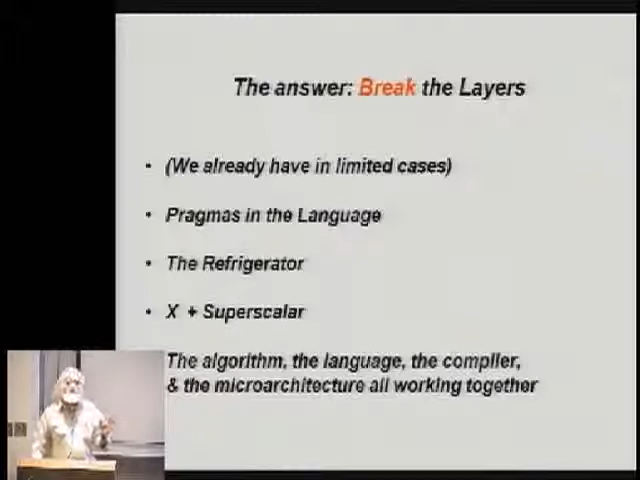 The answer: Break the Layers
• (We already have in limited cases)
• Pragmas in the Language
• The Refrigerator
• X + Superscalar
The algorithm, the language, the compiler,
& the microarchitecture all working together